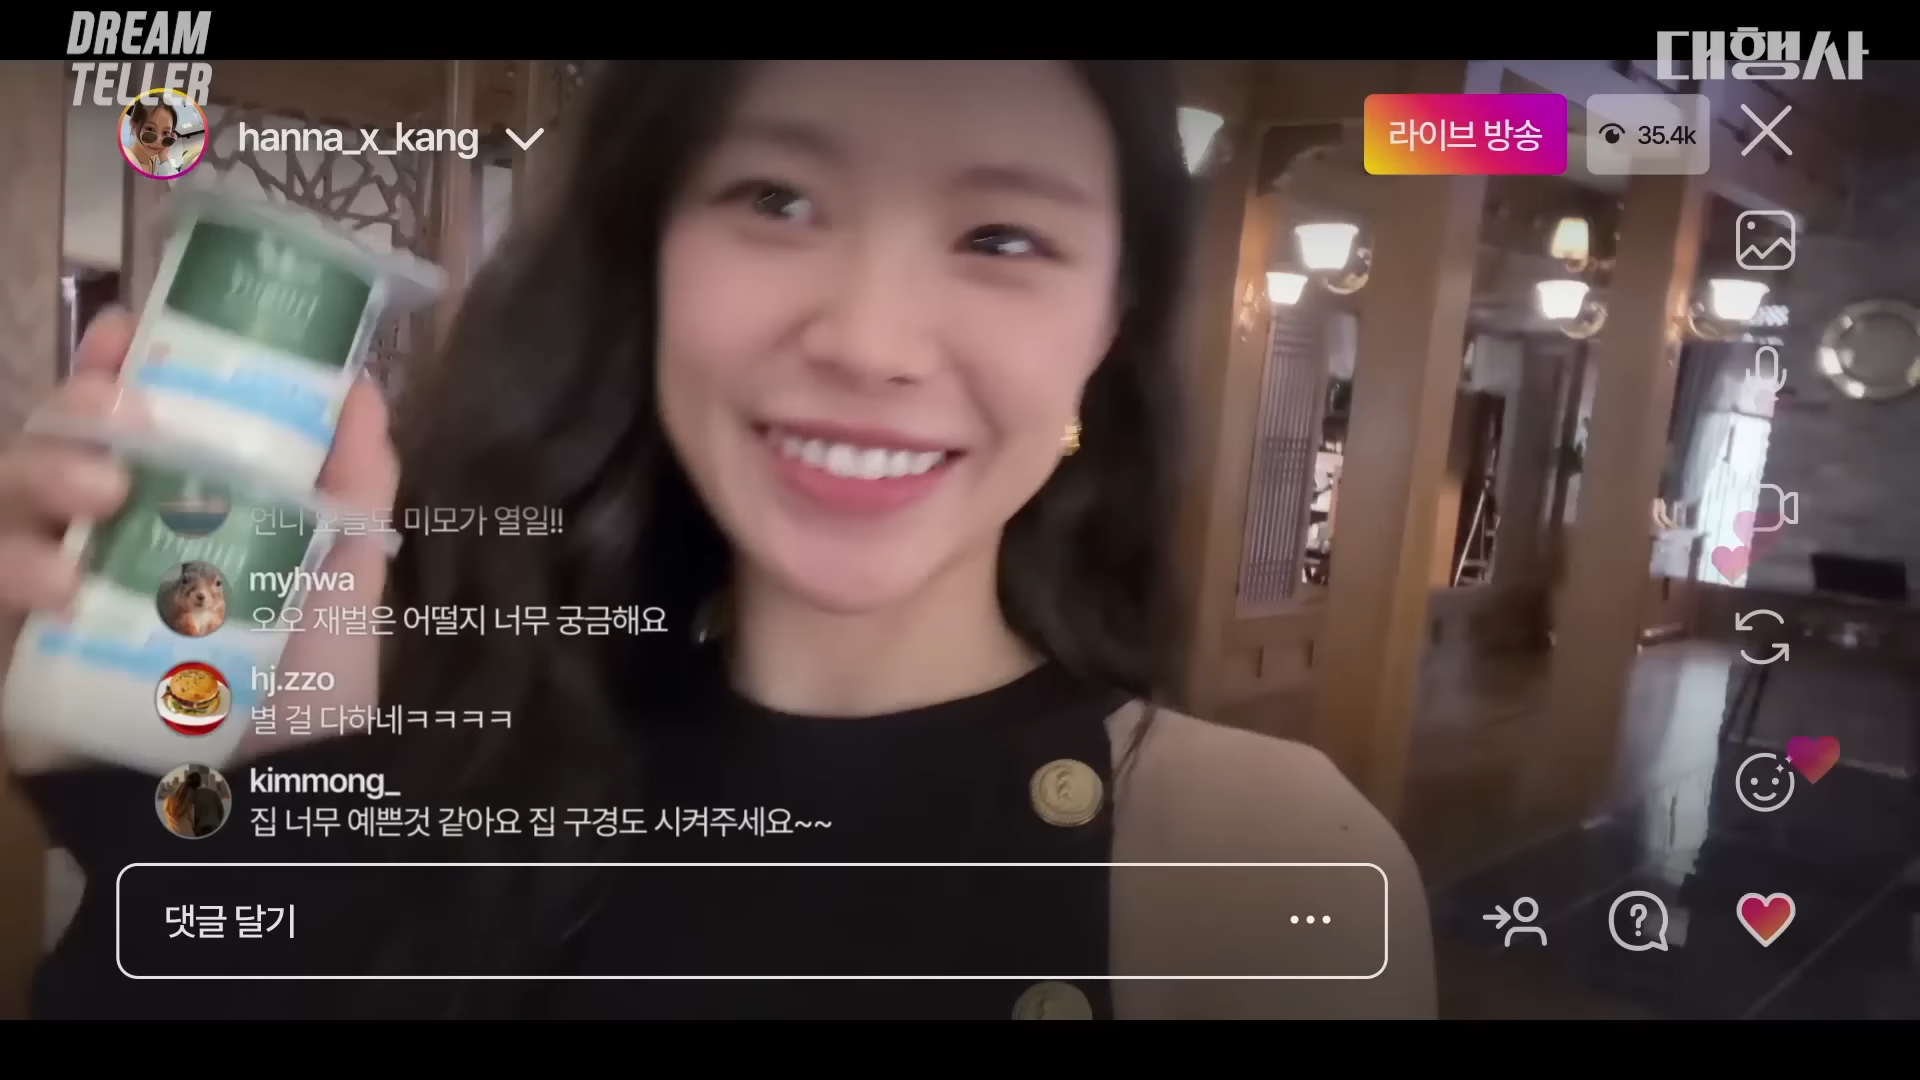 DREAM
TELLER
대행사
hanna_x_kang
라이브 방송
35.4k
언니 오늘도 미모가 열일!!
myhwa
오오 재벌은 어떨지 너무 궁금해요
hj.zzo
별 걸 다하네ㅋㅋㅋㅋ
kimmong_
집 너무 예쁜것 같아요 집 구경도 시켜주세요~~
댓글 달기